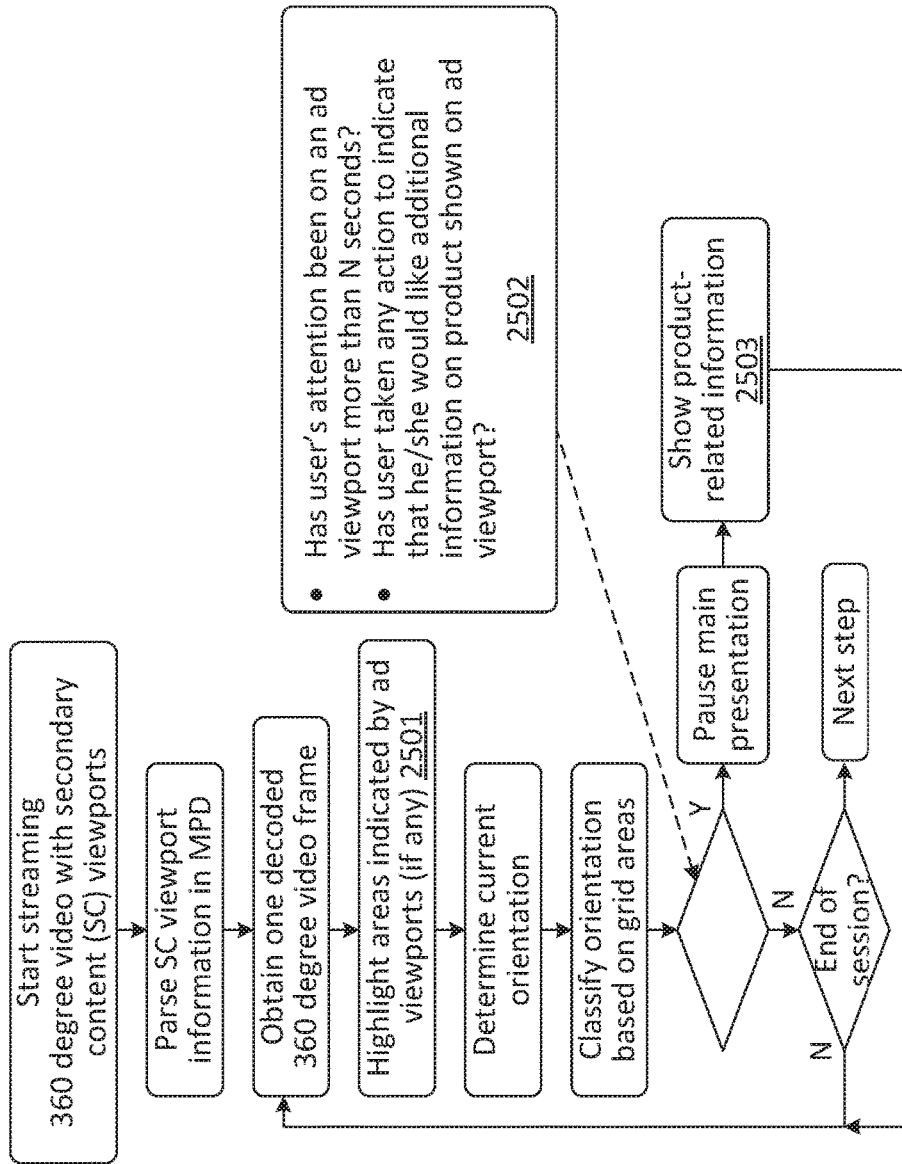 Start streaming
360 degree video with secondary
content (SC) viewports
Parse SC viewport
information in MPD
Obtain one decoded
360 degree video frame
Highlight areas indicated by ad
viewports (if any) 2501
Determine current
orientation
Classify orientation
based on grid areas
• Has user's attention been on an ad
viewport more than N seconds?
• Has user taken any action to indicate
that he/she would like additional
information on product shown on ad
viewport?
2502
Y
Pause main
presentation
Show product-
related information
2503
N
End of
session?
N
Next step